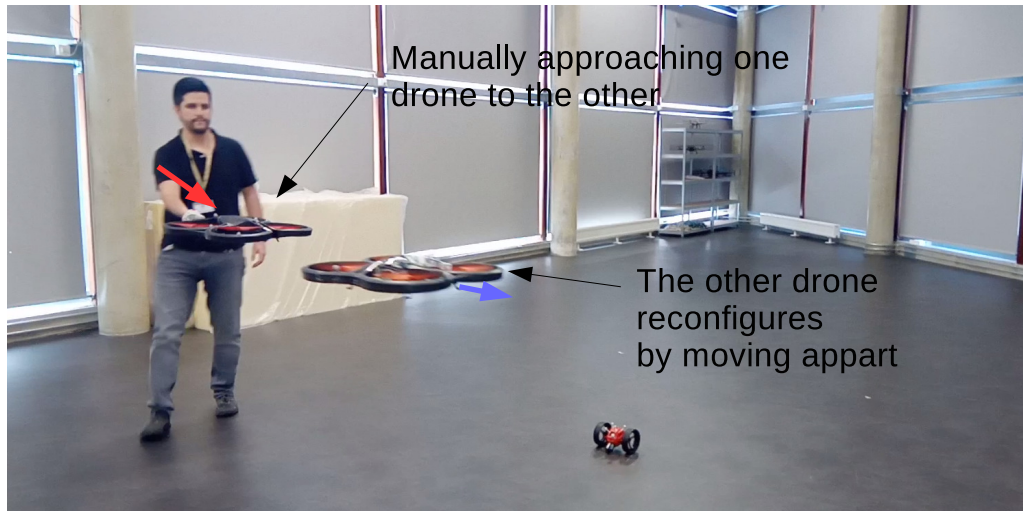 Manually approaching one
drone to the other
The other drone
reconfigures
by moving appart